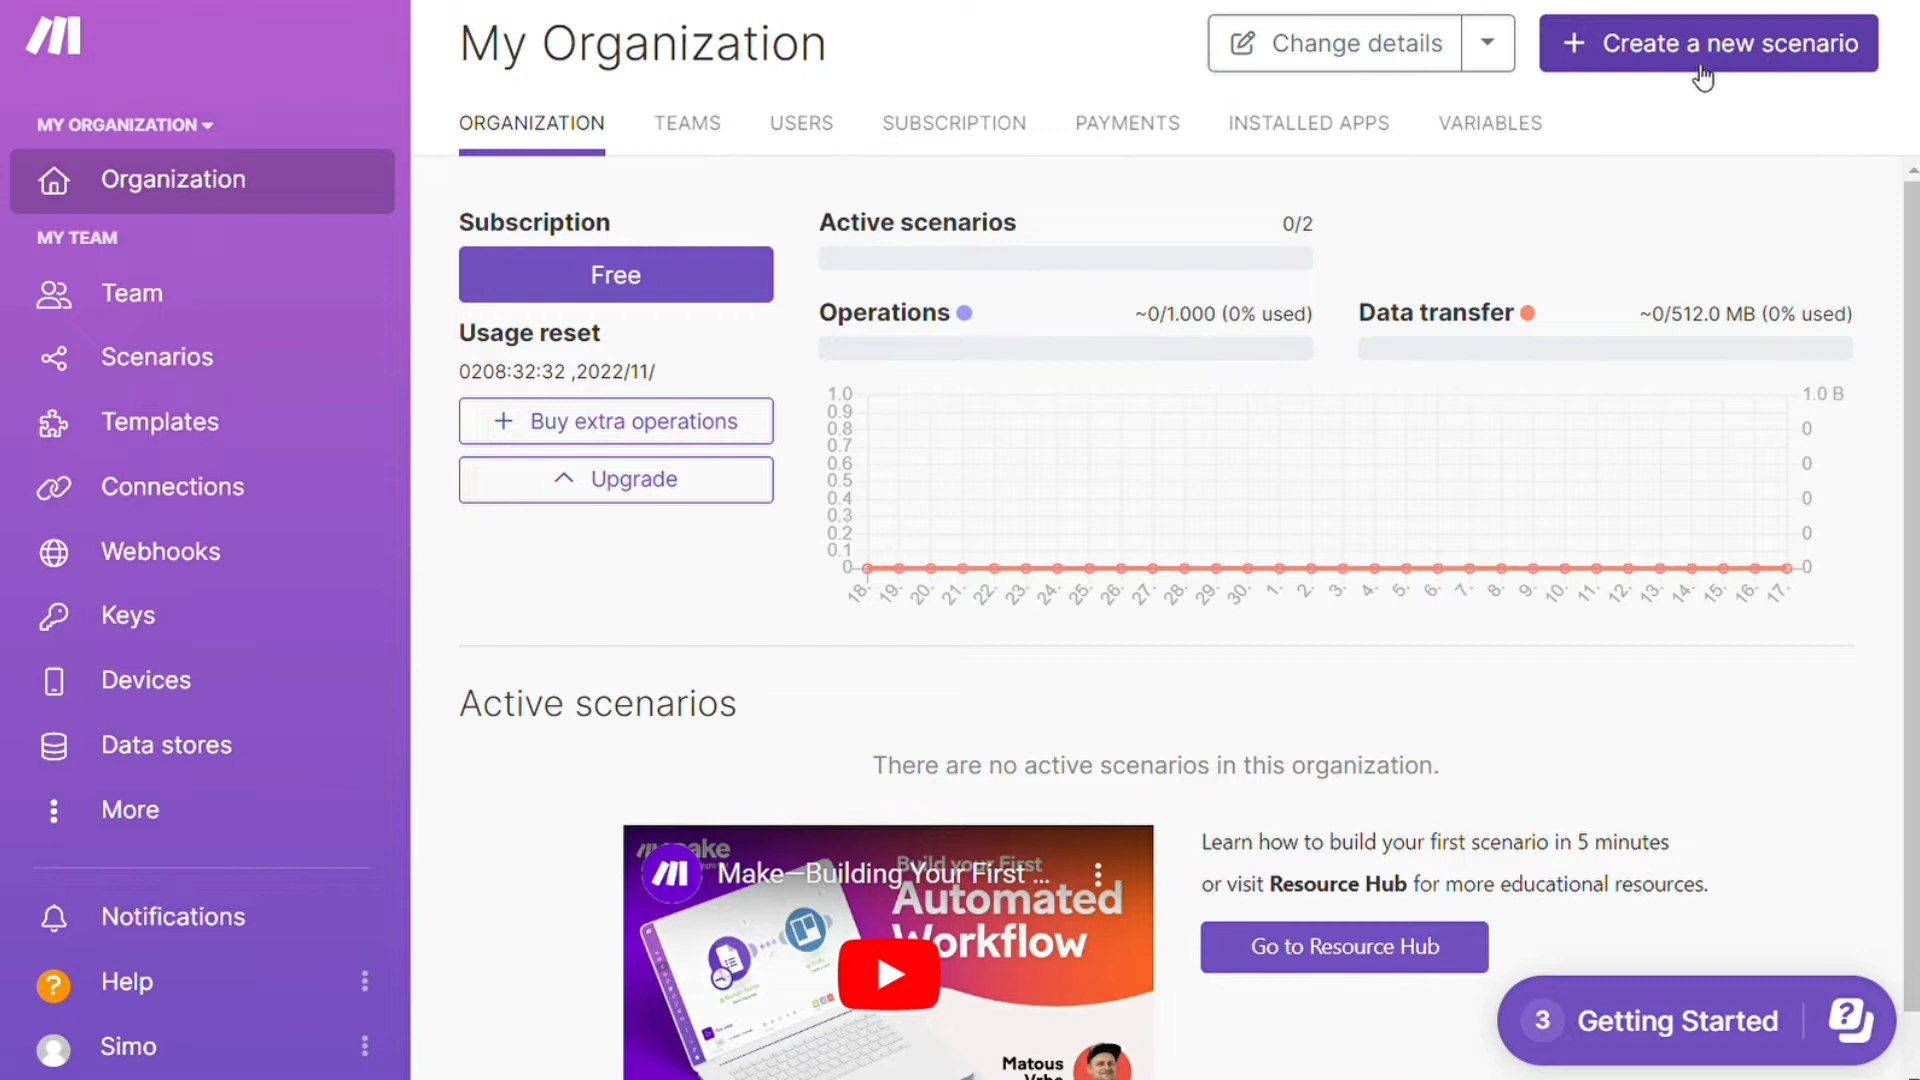 MY ORGANIZATION
Organization
MY TEAM
Team
Scenarios
Templates
Connections
Webhooks
Keys
Devices
Data stores
More
Notifications
? Help
Simo
My Organization
Change details
+ Create a new scenario
ORGANIZATION TEAMS USERS SUBSCRIPTION PAYMENTS INSTALLED APPS VARIABLES
Subscription
Free
Usage reset
0208:32:32 ,2022/11/
+ Buy extra operations
Upgrade
Active scenarios 0/2
Operations ~0/1.000 (0% used)
Data transfer ~0/512.0 MB (0% used)
1.0 1.0 B
0.9
0.8 0
0.7
0.6 0
0.5
0.4 0
0.3
0.2 0
0.1
0 0
18. 19. 20. 21. 22. 23. 24. 25. 26. 27. 28. 29. 30. 1. 2. 3. 4. 5. 6. 7. 8. 9. 10. 11. 12. 13. 14. 15. 16. 17.
Active scenarios
There are no active scenarios in this organization.
make
Make—Building Your First ...
Build your First
Automated
Workflow
Matous
Learn how to build your first scenario in 5 minutes
or visit Resource Hub for more educational resources.
Go to Resource Hub
3 Getting Started ?